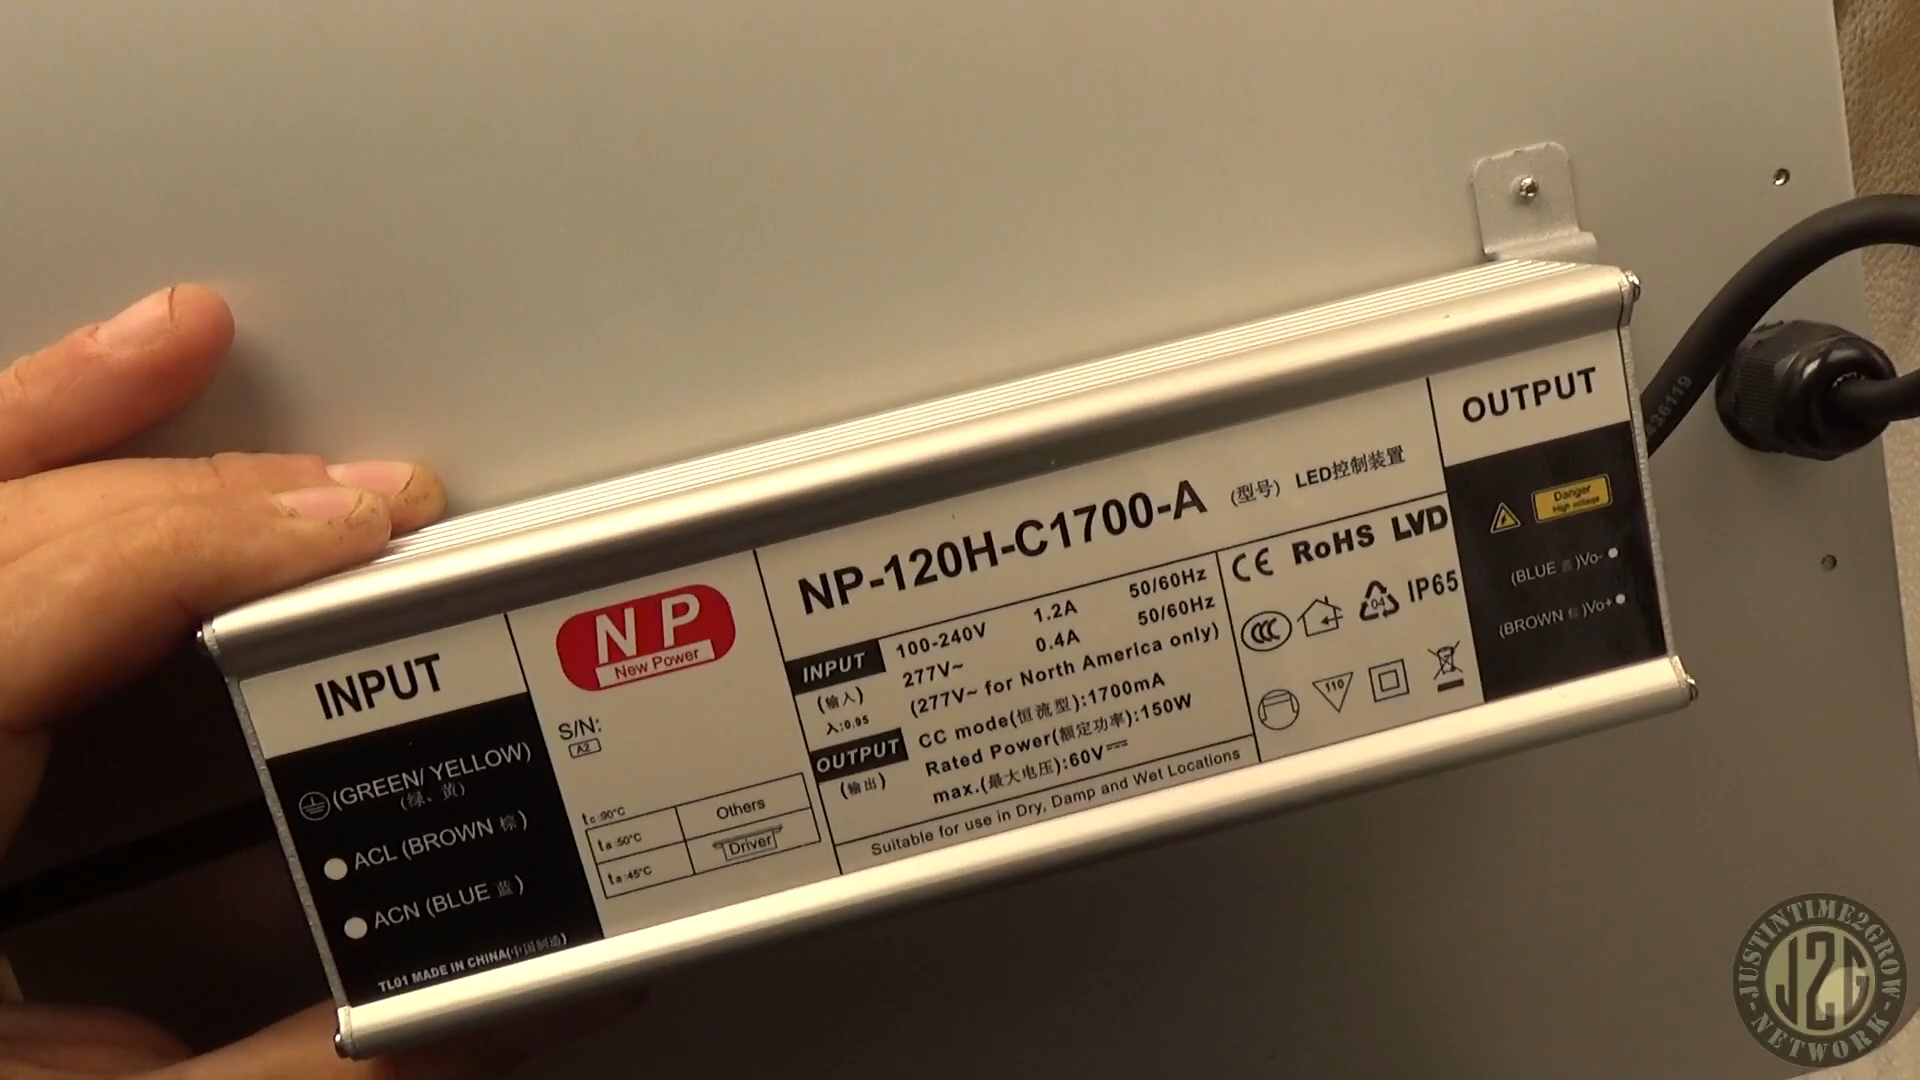 INPUT
(GREEN/ YELLOW)
(绿、黄)
ACL (BROWN 棕)
ACN (BLUE 蓝)
TL01 MADE IN CHINA(中国制造)
N P
New Power
S/N:
A2
tc:90°C
ta:50°C Others
ta:45°C Driver
NP-120H-C1700-A (型号) LED控制装置
INPUT 100-240V 1.2A 50/60Hz
(输入) 277V~ 0.4A 50/60Hz
入:0.95 (277V~ for North America only)
OUTPUT CC mode(恒流型):1700mA
(输出) Rated Power(额定功率):150W
max.(最大电压):60V
Suitable for use in Dry, Damp and Wet Locations
CE RoHS LVD
CCC 04 IP65
110
OUTPUT
Danger
High voltage
(BLUE )Vo-
(BROWN )Vo+
436119
JUSTINTIME2GROW
J2G
NETWORK